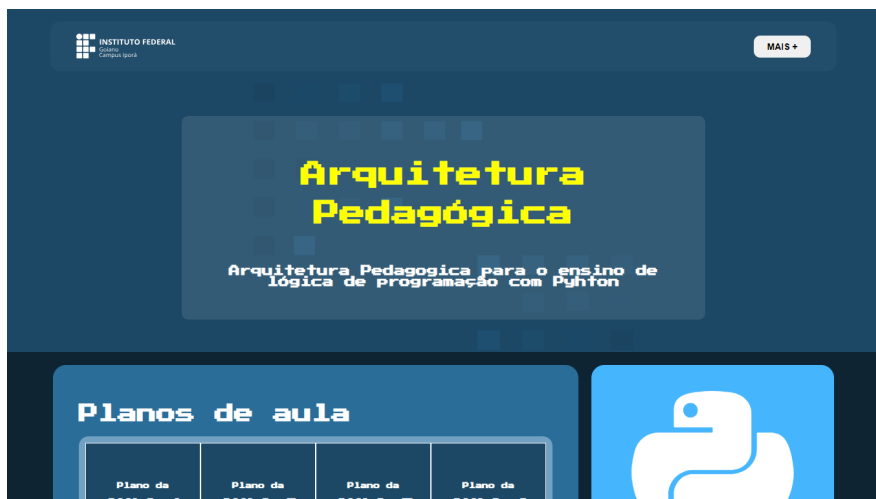 INSTITUTO FEDERAL
Goiano
Campus Iporá
MAIS +
Arquitetura
Pedagógica
Arquitetura Pedagogica para o ensino de
lógica de programação com Pyhton
Planos de aula
Plano da
Plano da
Plano da
Plano da